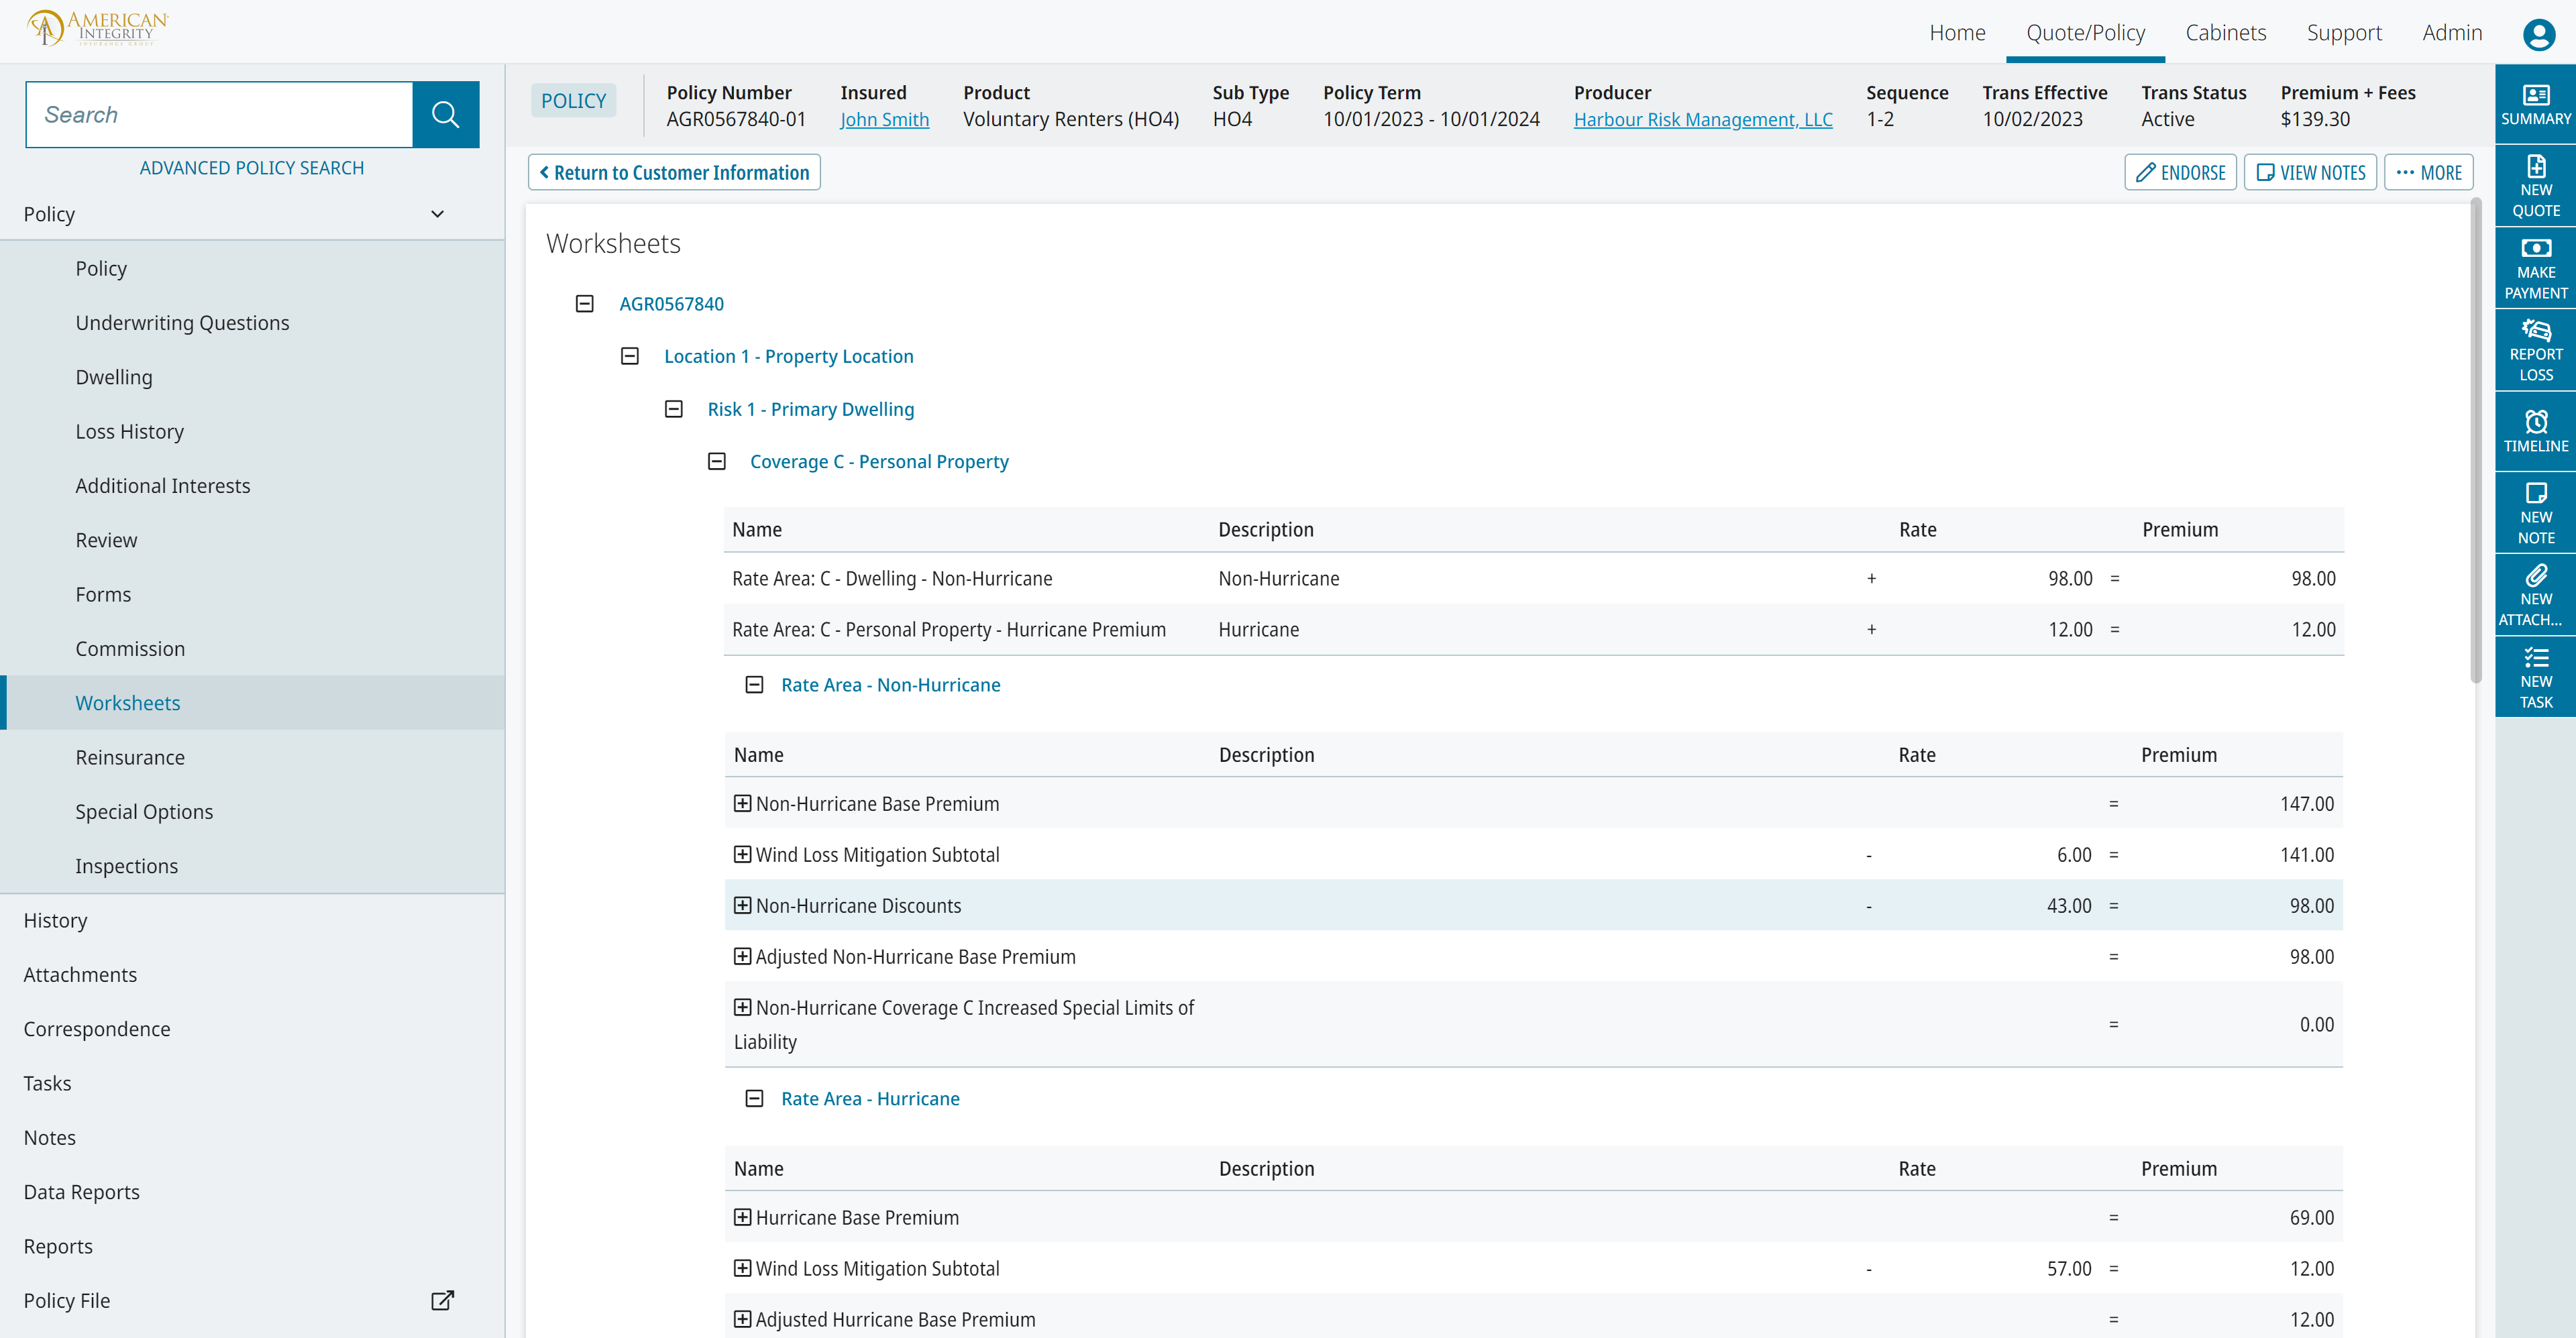 AMERICAN
INTEGRITY
INSURANCE GROUP
Home Quote/Policy Cabinets Support Admin
Search
ADVANCED POLICY SEARCH
Policy
Policy
Underwriting Questions
Dwelling
Loss History
Additional Interests
Review
Forms
Commission
Worksheets
Reinsurance
Special Options
Inspections
History
Attachments
Correspondence
Tasks
Notes
Data Reports
Reports
Policy File
POLICY
Policy Number Insured Product Sub Type Policy Term Producer Sequence Trans Effective Trans Status Premium + Fees
AGR0567840-01 John Smith Voluntary Renters (HO4) HO4 10/01/2023 - 10/01/2024 Harbour Risk Management, LLC 1-2 10/02/2023 Active $139.30
Return to Customer Information
ENDORSE VIEW NOTES ... MORE
Worksheets
AGR0567840
Location 1 - Property Location
Risk 1 - Primary Dwelling
Coverage C - Personal Property
Name Description Rate Premium
Rate Area: C - Dwelling - Non-Hurricane Non-Hurricane + 98.00 = 98.00
Rate Area: C - Personal Property - Hurricane Premium Hurricane + 12.00 = 12.00
Rate Area - Non-Hurricane
Name Description Rate Premium
Non-Hurricane Base Premium = 147.00
Wind Loss Mitigation Subtotal - 6.00 = 141.00
Non-Hurricane Discounts - 43.00 = 98.00
Adjusted Non-Hurricane Base Premium = 98.00
Non-Hurricane Coverage C Increased Special Limits of
Liability = 0.00
Rate Area - Hurricane
Name Description Rate Premium
Hurricane Base Premium = 69.00
Wind Loss Mitigation Subtotal - 57.00 = 12.00
Adjusted Hurricane Base Premium = 12.00
SUMMARY
NEW
QUOTE
MAKE
PAYMENT
REPORT
LOSS
TIMELINE
NEW
NOTE
NEW
ATTACH...
NEW
TASK